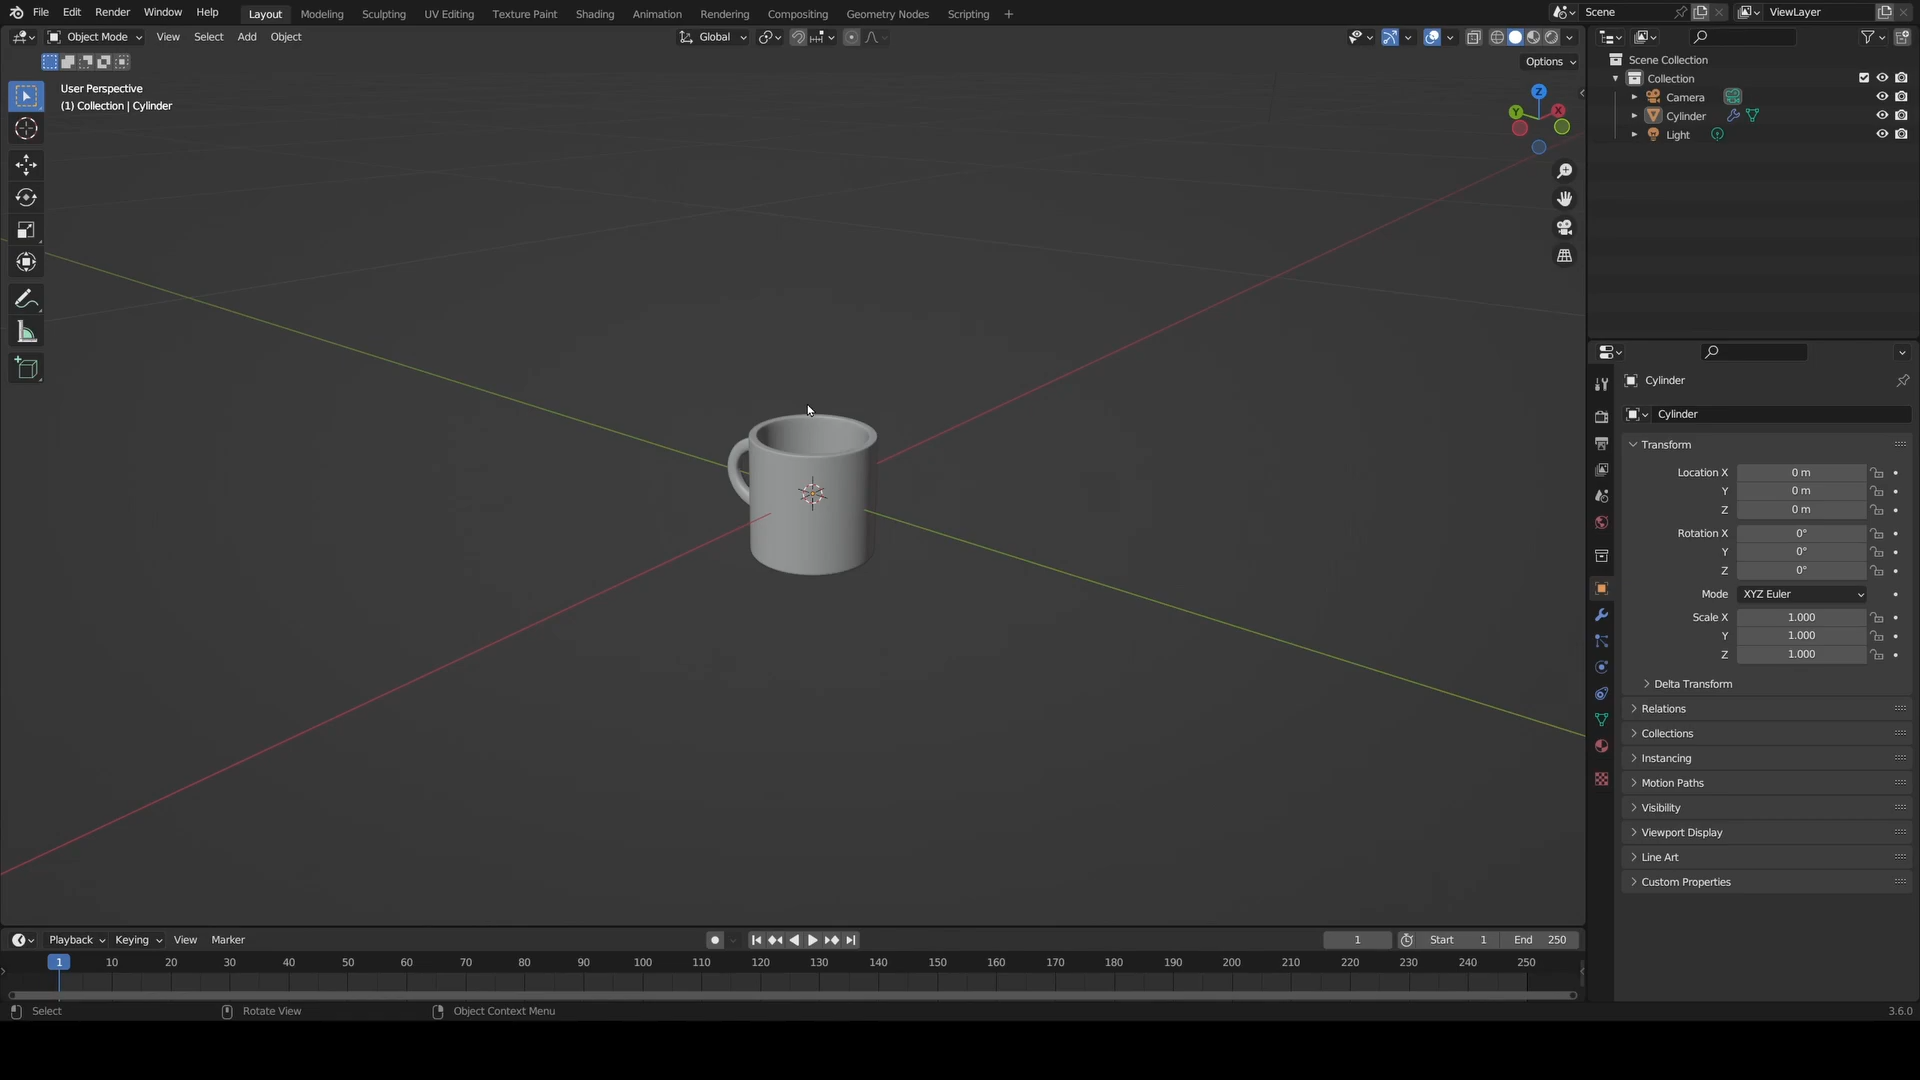 File Edit Render Window Help Layout Modeling Sculpting UV Editing Texture Paint Shading Animation Rendering Compositing Geometry Nodes Scripting + Scene ViewLayer
Object Mode View Select Add Object Global
Options
User Perspective
(1) Collection | Cylinder
Z
Y
X
Scene Collection
Collection
Camera
Cylinder
Light
Cylinder
Cylinder
Transform
Location X 0 m
Y 0 m
Z 0 m
Rotation X 0°
Y 0°
Z 0°
Mode XYZ Euler
Scale X 1.000
Y 1.000
Z 1.000
Delta Transform
Relations
Collections
Instancing
Motion Paths
Visibility
Viewport Display
Line Art
Custom Properties
Playback Keying View Marker 1 Start 1 End 250
1 10 20 30 40 50 60 70 80 90 100 110 120 130 140 150 160 170 180 190 200 210 220 230 240 250
Select Rotate View Object Context Menu 3.6.0